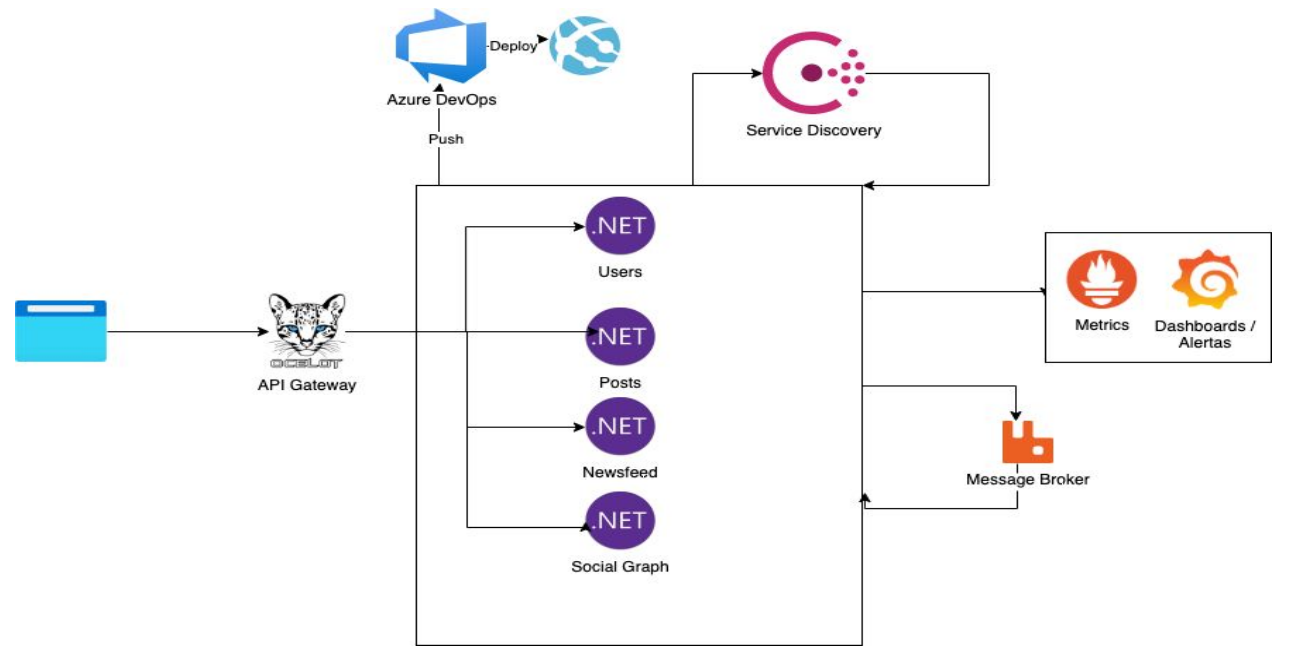 Deploy
Azure DevOps
Push
Service Discovery
.NET
Users
OCELOT
API Gateway
.NET
Posts
.NET
Newsfeed
.NET
Social Graph
Metrics
Dashboards /
Alertas
Message Broker